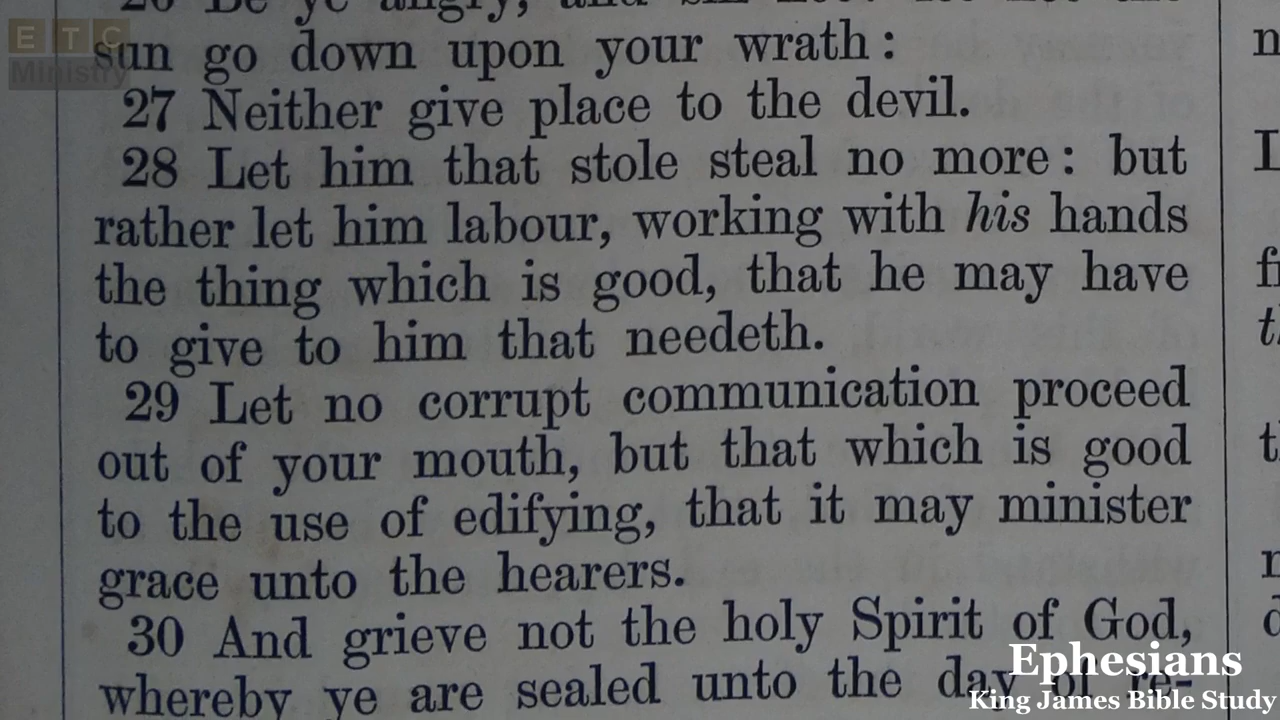 E T C
Ministry
sun go down upon your wrath :
27 Neither give place to the devil.
28 Let him that stole steal no more : but
rather let him labour, working with his hands
the thing which is good, that he may have
to give to him that needeth.
29 Let no corrupt communication proceed
out of your mouth, but that which is good
to the use of edifying, that it may minister
grace unto the hearers.
30 And grieve not the holy Spirit of God,
whereby ye are sealed unto the day of re-
Ephesians
King James Bible Study